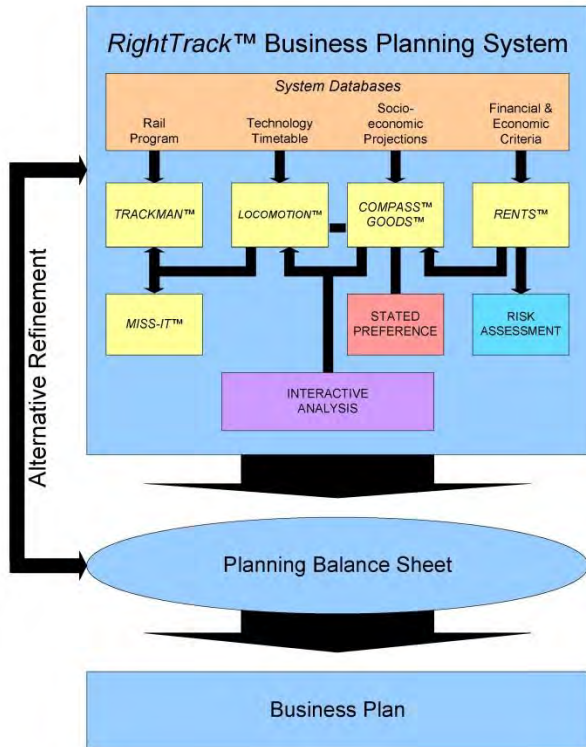 RightTrack™ Business Planning System
System Databases
Rail
Program
Technology
Timetable
Socio-
economic
Projections
Financial &
Economic
Criteria
TRACKMAN™
LOCOMOTION™
COMPASS™
GOODS™
RENTS™
MISS-IT™
STATED
PREFERENCE
RISK
ASSESSMENT
INTERACTIVE
ANALYSIS
Alternative Refinement
Planning Balance Sheet
Business Plan